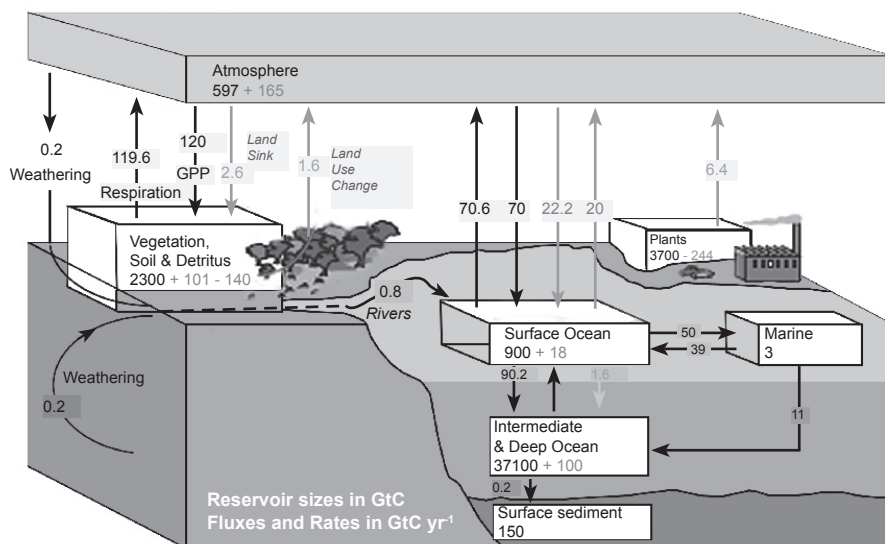 Atmosphere
597 + 165
0.2
Weathering
119.6
Respiration
120
GPP
2.6
Land
Sink
1.6
Land
Use
Change
70.6
70
22.2
20
6.4
Vegetation,
Soil & Detritus
2300 + 101 - 140
Plants
3700 - 244
0.8
Rivers
Surface Ocean
900 + 18
50
39
Marine
3
Weathering
0.2
90.2
1.6
11
Intermediate
& Deep Ocean
37100 + 100
0.2
Surface sediment
150
Reservoir sizes in GtC
Fluxes and Rates in GtC yr⁻¹